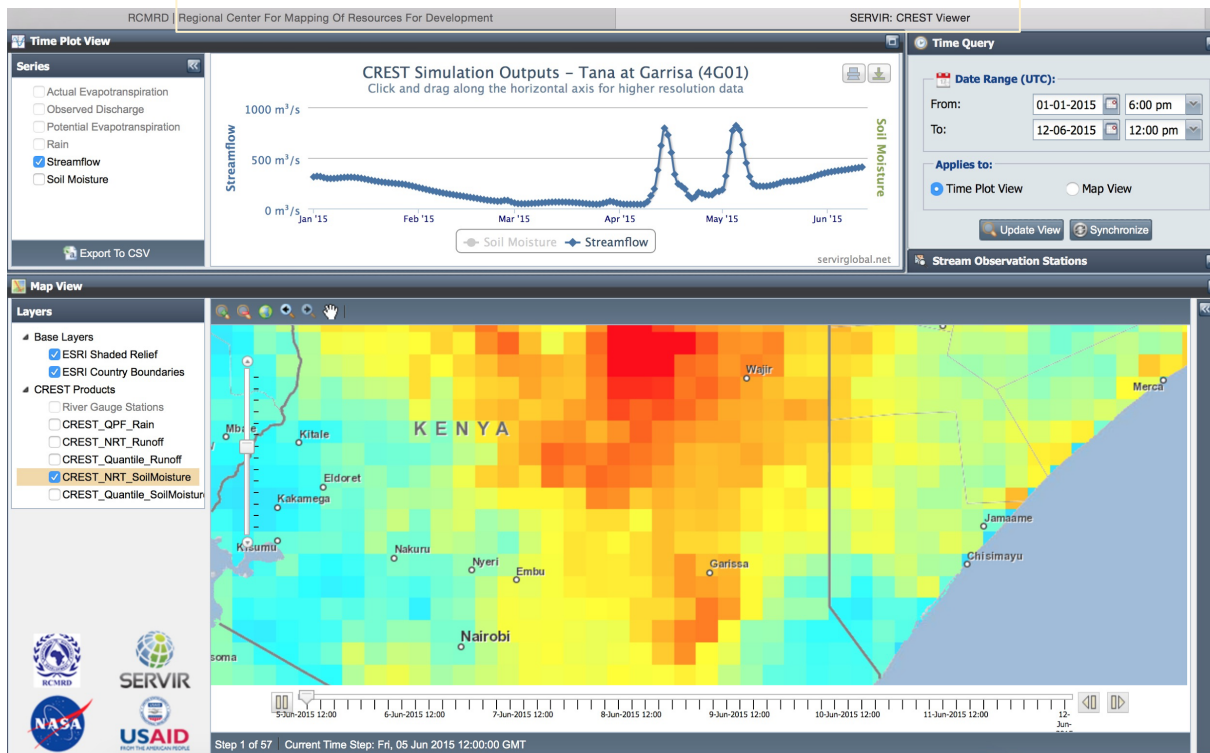 RCMRD | Regional Center For Mapping Of Resources For Development
SERVIR: CREST Viewer
Time Plot View
Series
Actual Evapotranspiration
Observed Discharge
Potential Evapotranspiration
Rain
Streamflow
Soil Moisture
Export To CSV
CREST Simulation Outputs – Tana at Garrisa (4G01)
Click and drag along the horizontal axis for higher resolution data
Streamflow
1000 m³/s
500 m³/s
0 m³/s
Soil Moisture
Jan '15 Feb '15 Mar '15 Apr '15 May '15 Jun '15
Soil Moisture Streamflow
servirglobal.net
Time Query
Date Range (UTC):
From: 01-01-2015 6:00 pm
To: 12-06-2015 12:00 pm
Applies to:
Time Plot View Map View
Update View Synchronize
Stream Observation Stations
Map View
Layers
Base Layers
ESRI Shaded Relief
ESRI Country Boundaries
CREST Products
River Gauge Stations
CREST_QPF_Rain
CREST_NRT_Runoff
CREST_Quantile_Runoff
CREST_NRT_SoilMoisture
CREST_Quantile_SoilMoisture
RCMRD
SERVIR
NASA
USAID
FROM THE AMERICAN PEOPLE
Wajir
Merca
KENYA
Kitale
Eldoret
Kakamega
Jamaame
Kisumu
Nakuru
Nyeri
Embu
Garissa
Chisimayu
Nairobi
soma
5-Jun-2015 12:00 6-Jun-2015 12:00 7-Jun-2015 12:00 8-Jun-2015 12:00 9-Jun-2015 12:00 10-Jun-2015 12:00 11-Jun-2015 12:00 12-
Jun-
Step 1 of 57 Current Time Step: Fri, 05 Jun 2015 12:00:00 GMT